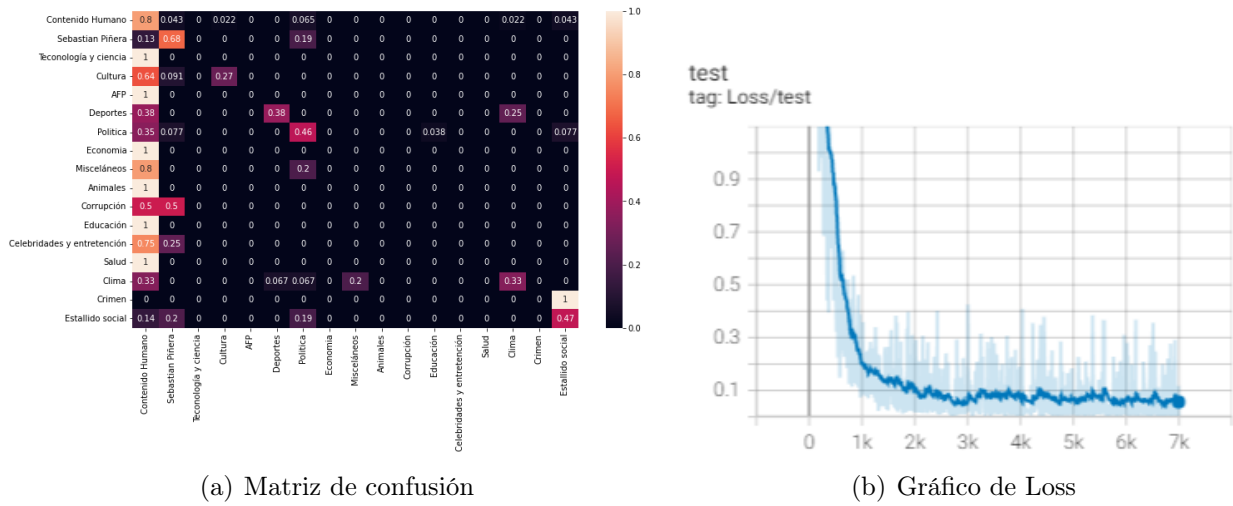 Contenido Humano 0.8 0.043 0 0.022 0 0 0.065 0 0 0 0 0 0 0 0.022 0 0.043
Sebastian Piñera 0.13 0.68 0 0 0 0 0.19 0 0 0 0 0 0 0 0 0 0
Teconología y ciencia 1 0 0 0 0 0 0 0 0 0 0 0 0 0 0 0 0
Cultura 0.64 0.091 0 0.27 0 0 0 0 0 0 0 0 0 0 0 0 0
AFP 1 0 0 0 0 0 0 0 0 0 0 0 0 0 0 0 0
Deportes 0.38 0 0 0 0 0.38 0 0 0 0 0 0 0 0 0.25 0 0
Politica 0.35 0.077 0 0 0 0 0.46 0 0 0 0 0.038 0 0 0 0 0.077
Economia 1 0 0 0 0 0 0 0 0 0 0 0 0 0 0 0 0
Misceláneos 0.8 0 0 0 0 0 0.2 0 0 0 0 0 0 0 0 0 0
Animales 1 0 0 0 0 0 0 0 0 0 0 0 0 0 0 0 0
Corrupción 0.5 0.5 0 0 0 0 0 0 0 0 0 0 0 0 0 0 0
Educación 1 0 0 0 0 0 0 0 0 0 0 0 0 0 0 0 0
Celebridades y entretención 0.75 0.25 0 0 0 0 0 0 0 0 0 0 0 0 0 0 0
Salud 1 0 0 0 0 0 0 0 0 0 0 0 0 0 0 0 0
Clima 0.33 0 0 0 0 0.067 0.067 0 0.2 0 0 0 0 0 0.33 0 0
Crimen 0 0 0 0 0 0 0 0 0 0 0 0 0 0 0 0 1
Estallido social 0.14 0.2 0 0 0 0 0.19 0 0 0 0 0 0 0 0 0 0.47
Contenido Humano
Sebastian Piñera
Teconología y ciencia
Cultura
AFP
Deportes
Politica
Economia
Misceláneos
Animales
Corrupción
Educación
Celebridades y entretención
Salud
Clima
Crimen
Estallido social
1.0
0.8
0.6
0.4
0.2
0.0
(a) Matriz de confusión
test
tag: Loss/test
0.9
0.7
0.5
0.3
0.1
0 1k 2k 3k 4k 5k 6k 7k
(b) Gráfico de Loss